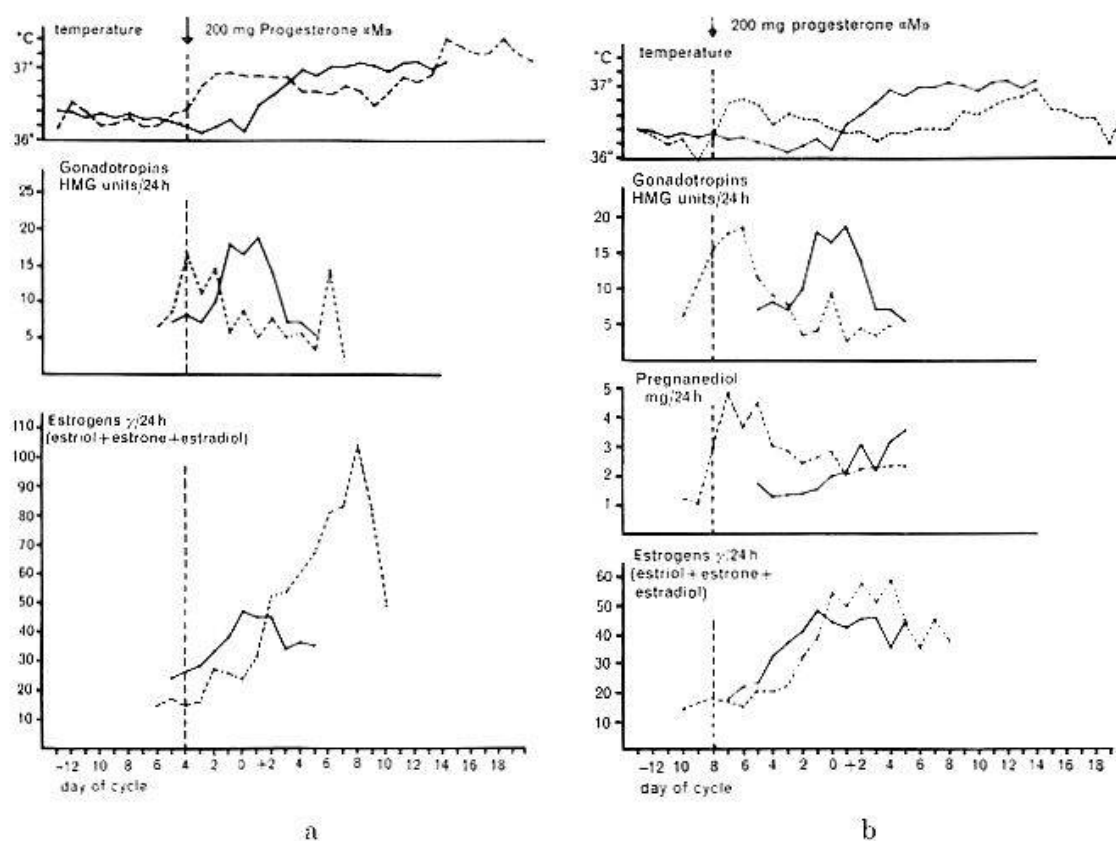 200 mg Progesterone «M»
°C
temperature
37°
36°
Gonadotropins
HMG units/24 h
25
20
15
10
5
Estrogens γ/24 h
(estriol + estrone + estradiol)
110
100
90
80
70
60
50
40
30
20
10
-12 10 8 6 4 2 0 +2 4 6 8 10 12 14 16 18
day of cycle
a
200 mg progesterone «M»
°C
temperature
37°
36°
Gonadotropins
HMG units/24 h
20
15
10
5
Pregnanediol
mg/24 h
5
4
3
2
1
Estrogens γ/24 h
(estriol + estrone +
estradiol)
60
50
40
30
20
10
-12 10 8 6 4 2 0 +2 4 6 8 10 12 14 16 18
day of cycle
b